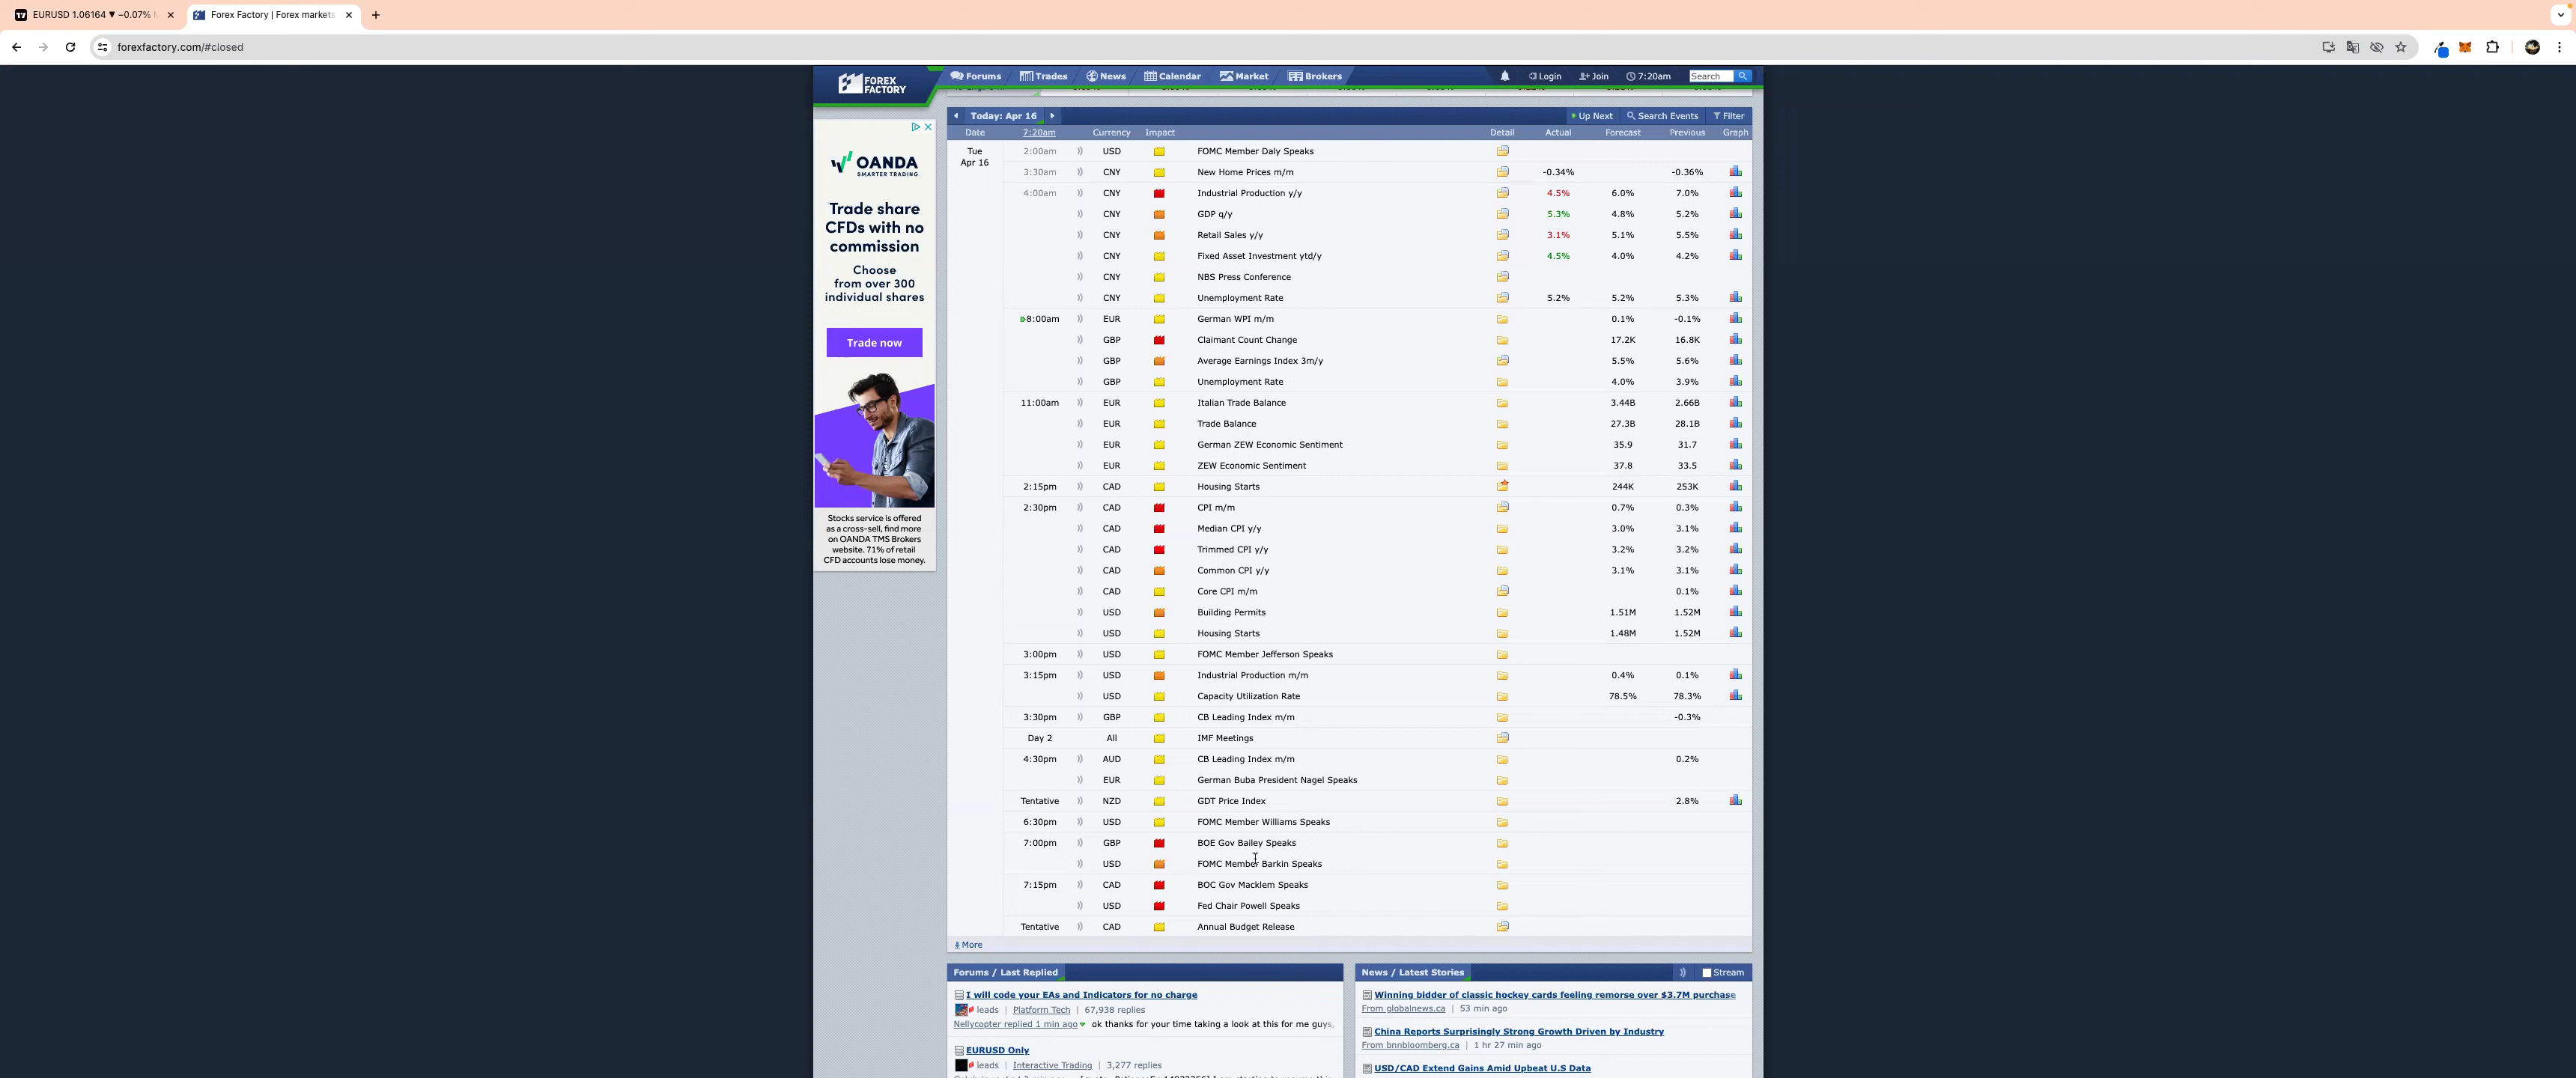 EURUSD 1.06164 ▼ −0.07%
Forex Factory | Forex markets
forexfactory.com/#closed
FOREX
FACTORY
Forums
Trades
News
Calendar
Market
Brokers
Login
Join
7:20am
Search
OANDA
SMARTER TRADING
Trade share
CFDs with no
commission
Choose
from over 300
individual shares
Trade now
Stocks service is offered
as a cross-sell, find more
on OANDA TMS Brokers
website. 71% of retail
CFD accounts lose money.
Today: Apr 16 Up Next Search Events Filter
Date 7:20am Currency Impact Detail Actual Forecast Previous Graph
Tue
Apr 16
2:00am USD FOMC Member Daly Speaks
3:30am CNY New Home Prices m/m -0.34% -0.36%
4:00am CNY Industrial Production y/y 4.5% 6.0% 7.0%
CNY GDP q/y 5.3% 4.8% 5.2%
CNY Retail Sales y/y 3.1% 5.1% 5.5%
CNY Fixed Asset Investment ytd/y 4.5% 4.0% 4.2%
CNY NBS Press Conference
CNY Unemployment Rate 5.2% 5.2% 5.3%
8:00am EUR German WPI m/m 0.1% -0.1%
GBP Claimant Count Change 17.2K 16.8K
GBP Average Earnings Index 3m/y 5.5% 5.6%
GBP Unemployment Rate 4.0% 3.9%
11:00am EUR Italian Trade Balance 3.44B 2.66B
EUR Trade Balance 27.3B 28.1B
EUR German ZEW Economic Sentiment 35.9 31.7
EUR ZEW Economic Sentiment 37.8 33.5
2:15pm CAD Housing Starts 244K 253K
2:30pm CAD CPI m/m 0.7% 0.3%
CAD Median CPI y/y 3.0% 3.1%
CAD Trimmed CPI y/y 3.2% 3.2%
CAD Common CPI y/y 3.1% 3.1%
CAD Core CPI m/m 0.1%
USD Building Permits 1.51M 1.52M
USD Housing Starts 1.48M 1.52M
3:00pm USD FOMC Member Jefferson Speaks
3:15pm USD Industrial Production m/m 0.4% 0.1%
USD Capacity Utilization Rate 78.5% 78.3%
3:30pm GBP CB Leading Index m/m -0.3%
Day 2 All IMF Meetings
4:30pm AUD CB Leading Index m/m 0.2%
EUR German Buba President Nagel Speaks
Tentative NZD GDT Price Index 2.8%
6:30pm USD FOMC Member Williams Speaks
7:00pm GBP BOE Gov Bailey Speaks
USD FOMC Member Barkin Speaks
7:15pm CAD BOC Gov Macklem Speaks
USD Fed Chair Powell Speaks
Tentative CAD Annual Budget Release
More
Forums / Last Replied
I will code your EAs and Indicators for no charge
leads | Platform Tech | 67,938 replies
Nellycopter replied 1 min ago ok thanks for your time taking a look at this for me guys,
EURUSD Only
leads | Interactive Trading | 3,277 replies
News / Latest Stories Stream
Winning bidder of classic hockey cards feeling remorse over $3.7M purchase
From globalnews.ca | 53 min ago
China Reports Surprisingly Strong Growth Driven by Industry
From bnnbloomberg.ca | 1 hr 27 min ago
USD/CAD Extend Gains Amid Upbeat U.S Data